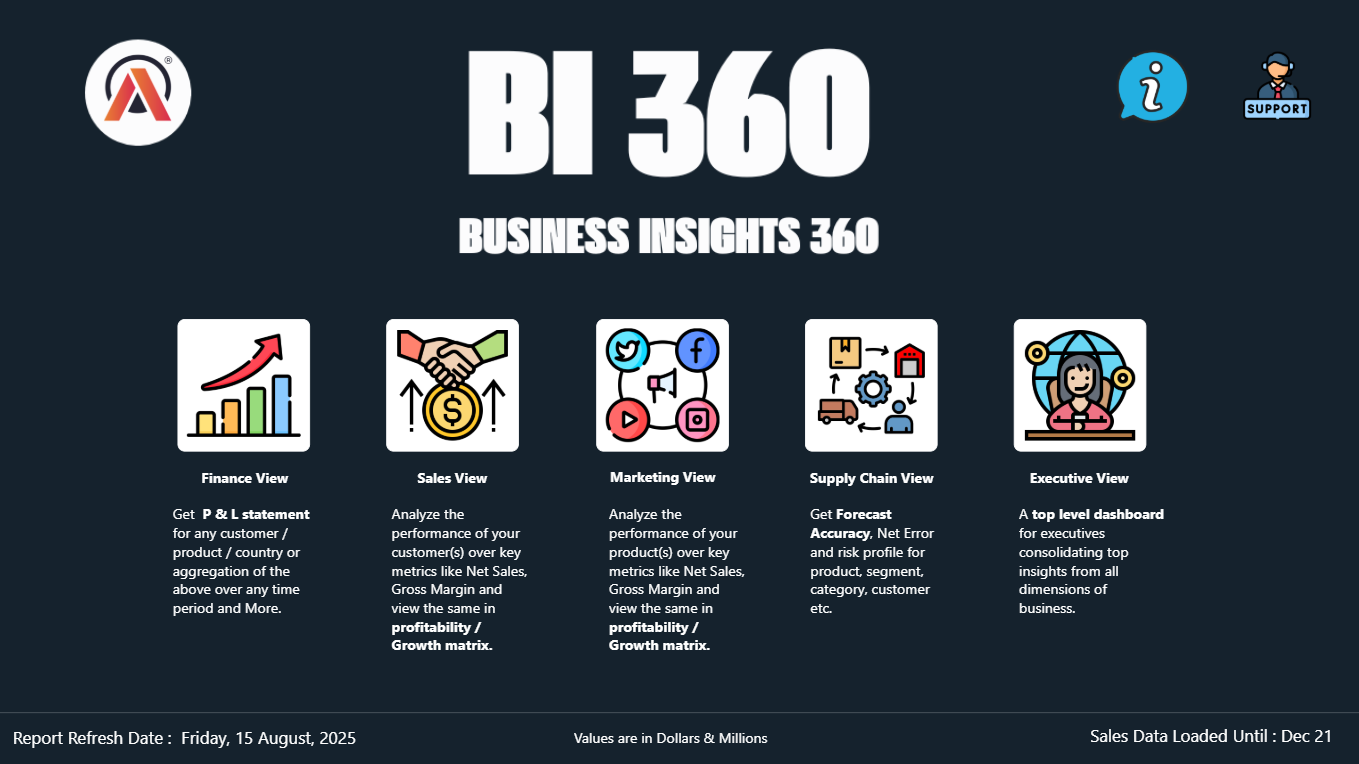 ®
BI 360
SUPPORT
BUSINESS INSIGHTS 360
Finance View
Get P & L statement
for any customer /
product / country or
aggregation of the
above over any time
period and More.
Sales View
Analyze the
performance of your
customer(s) over key
metrics like Net Sales,
Gross Margin and
view the same in
profitability /
Growth matrix.
Marketing View
Analyze the
performance of your
product(s) over key
metrics like Net Sales,
Gross Margin and
view the same in
profitability /
Growth matrix.
Supply Chain View
Get Forecast
Accuracy, Net Error
and risk profile for
product, segment,
category, customer
etc.
Executive View
A top level dashboard
for executives
consolidating top
insights from all
dimensions of
business.
Report Refresh Date : Friday, 15 August, 2025
Values are in Dollars & Millions
Sales Data Loaded Until : Dec 21